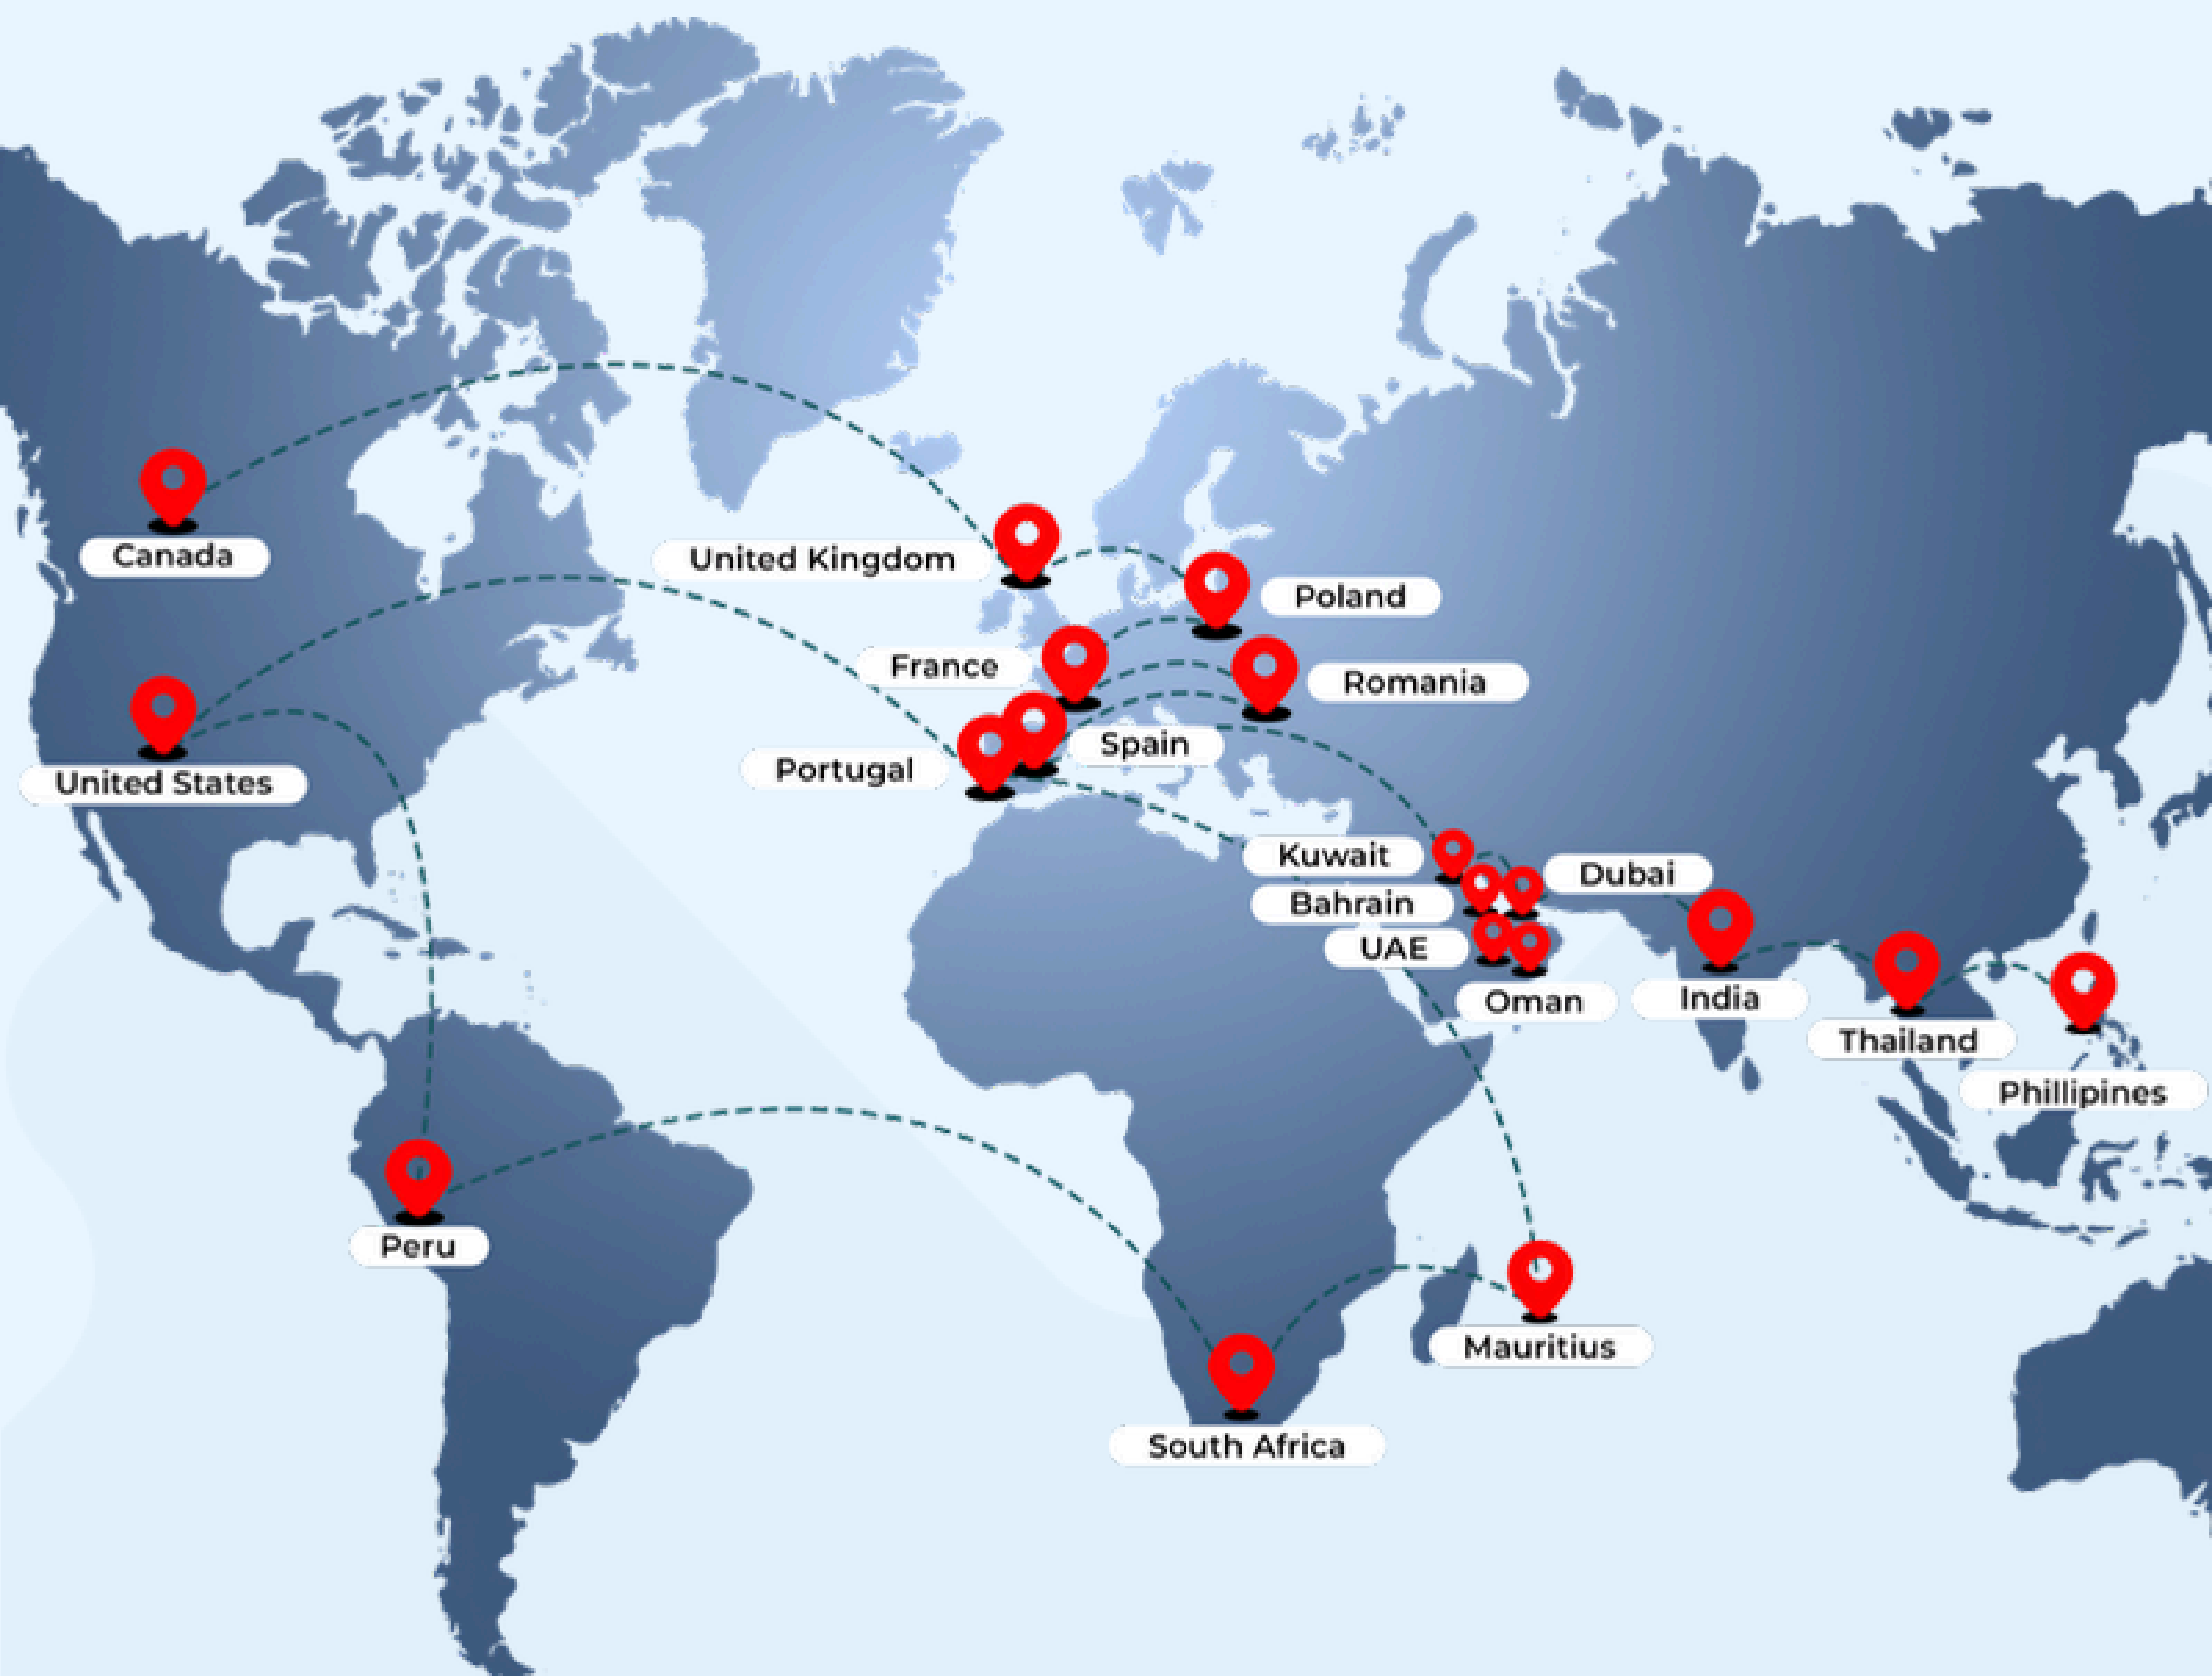 Canada
United Kingdom
Poland
France
Romania
Spain
Portugal
United States
Kuwait
Dubai
Bahrain
UAE
Oman
India
Thailand
Phillipines
Peru
Mauritius
South Africa